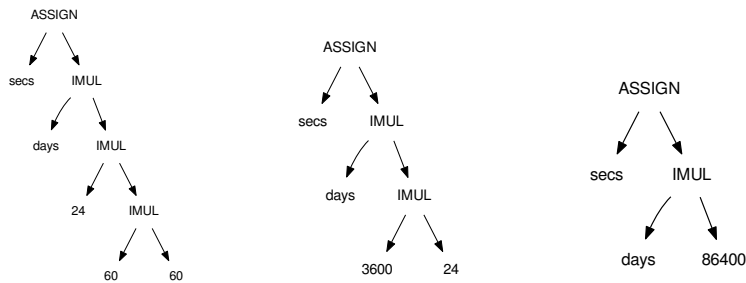 ASSIGN
secs IMUL
days IMUL
24 IMUL
60 60
ASSIGN
secs IMUL
days IMUL
3600 24
ASSIGN
secs IMUL
days 86400